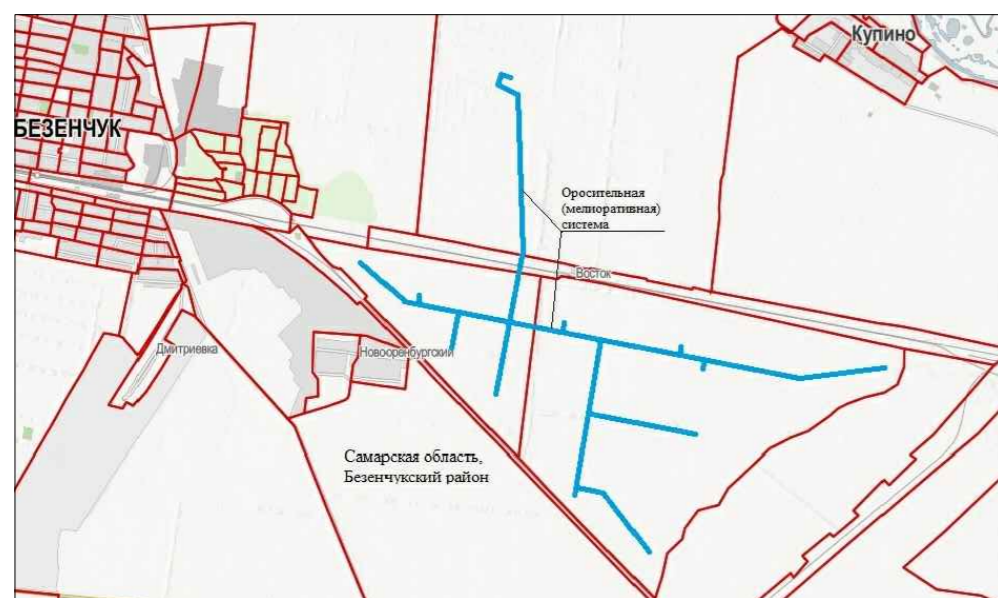 Купино
БЕЗЕНЧУК
Оросительная
(мелиоративная)
система
Восток
Дмитриевка
Новооренбургский
Самарская область,
Безенчукский район